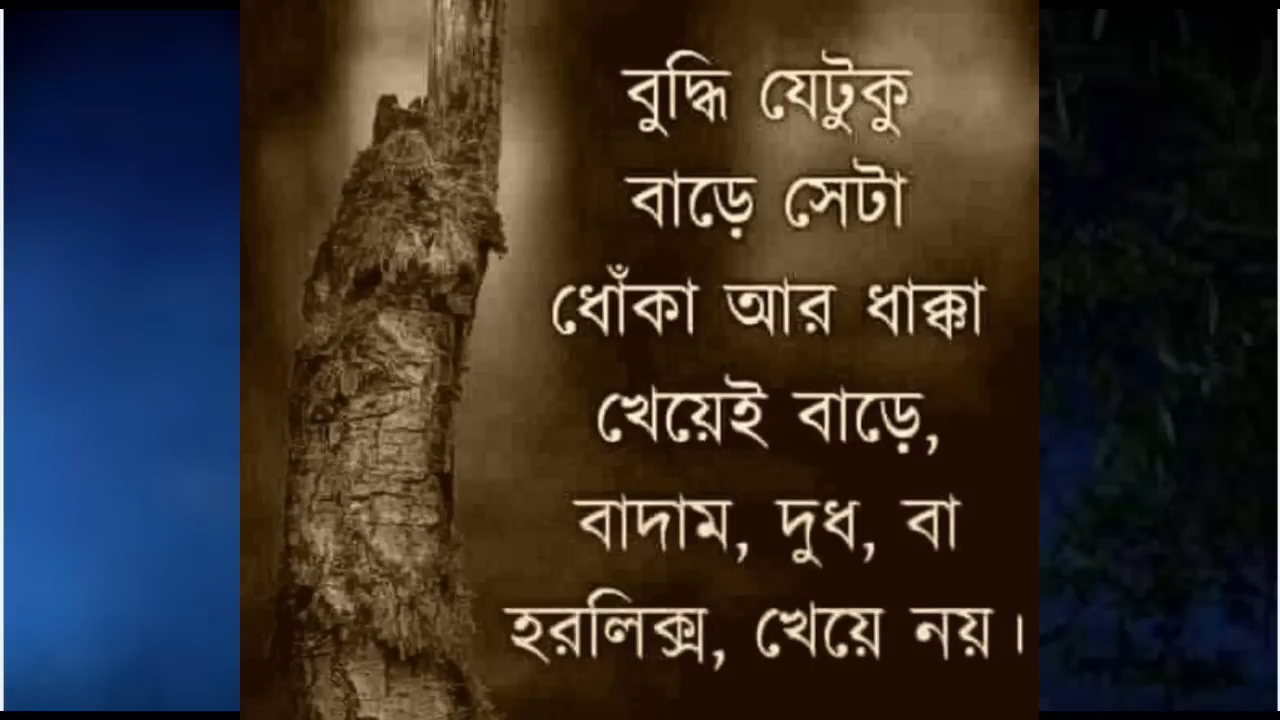 বুদ্ধি যেটুকু
বাড়ে সেটা
ধোঁকা আর ধাক্কা
খেয়েই বাড়ে,
বাদাম, দুধ, বা
হরলিক্স, খেয়ে নয়।